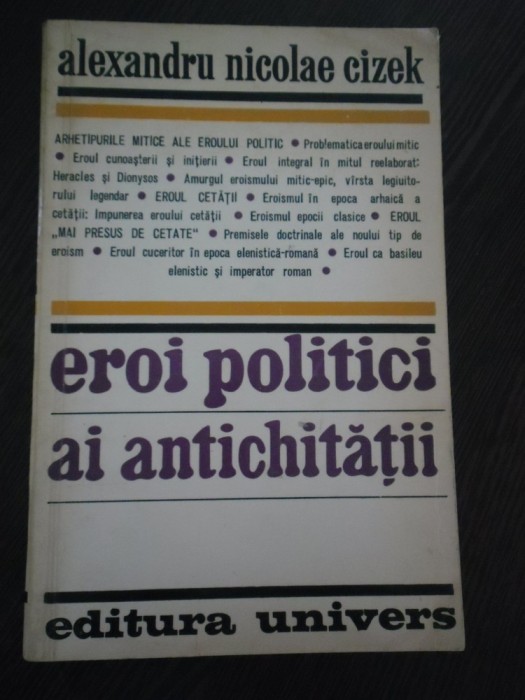 alexandru nicolae cizek
ARHETIPURILE MITICE ALE EROULUI POLITIC ● Problematica eroului mitic
● Eroul cunoașterii și inițierii ● Eroul integral în mitul reelaborat:
Heracles și Dionysos ● Amurgul eroismului mitic-epic, vîrsta legiuito-
rului legendar ● EROUL CETĂȚII ● Eroismul în epoca arhaică a
cetății: Impunerea eroului cetății ● Eroismul epocii clasice ● EROUL
„MAI PRESUS DE CETATE“ ● Premisele doctrinale ale noului tip de
eroism ● Eroul cuceritor în epoca elenistică-romană ● Eroul ca basileu
elenistic și imperator roman ●
eroi politici
ai antichității
editura univers